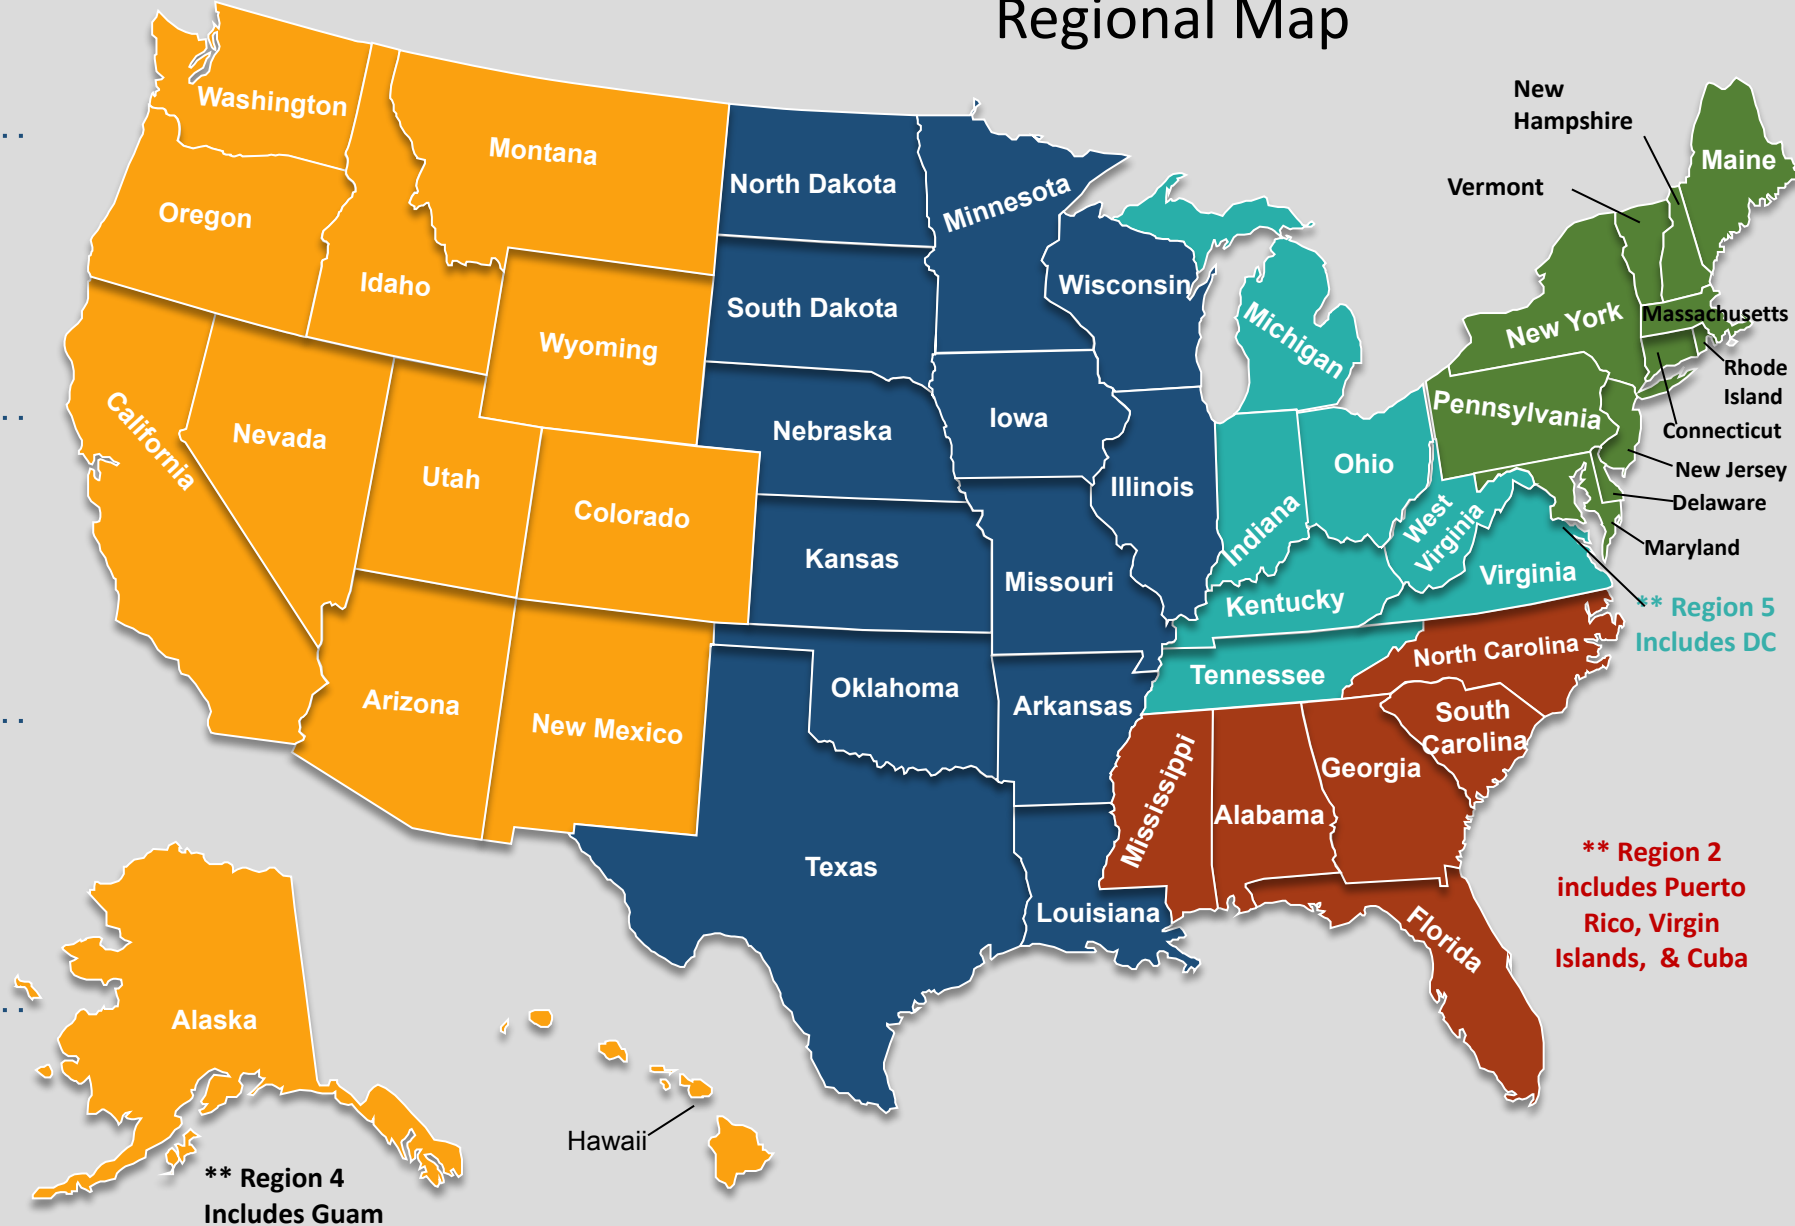 Regional Map
New
Hampshire
Maine
Vermont
Washington
Montana
North Dakota
Minnesota
Oregon
Idaho
Wisconsin
South Dakota
Michigan
New York
Massachusetts
Wyoming
Rhode
Island
Iowa
Pennsylvania
Connecticut
California
Nevada
Nebraska
Utah
Ohio
New Jersey
Illinois
Colorado
Indiana
West
Virginia
Delaware
Kansas
Missouri
Virginia
Maryland
Kentucky
** Region 5
Includes DC
North Carolina
Tennessee
Oklahoma
Arkansas
Arizona
New Mexico
South
Carolina
Mississippi
Georgia
Alabama
Texas
** Region 2
includes Puerto
Rico, Virgin
Islands, & Cuba
Louisiana
Florida
Alaska
Hawaii
** Region 4
Includes Guam